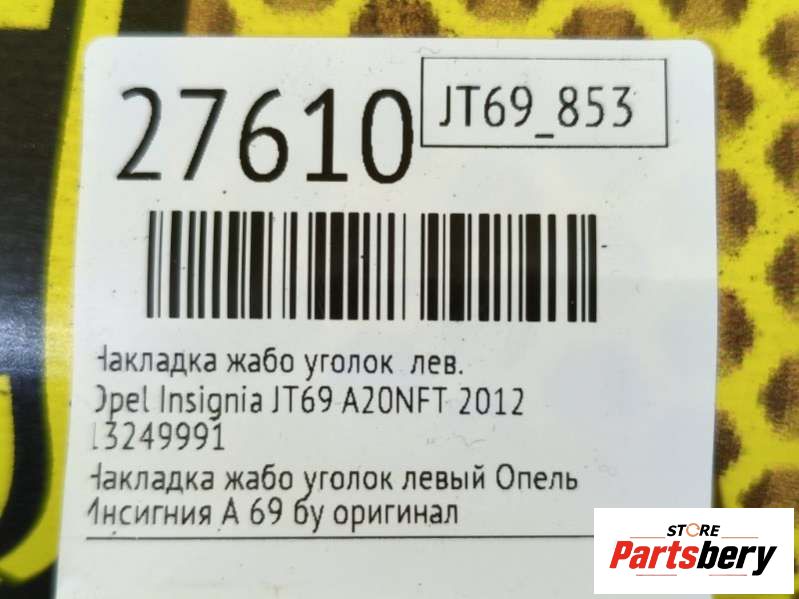 27610
JT69_853
Накладка жабо уголок лев.
Opel Insignia JT69 A20NFT 2012
13249991
Накладка жабо уголок левый Опель
Инсигния А 69 бу оригинал
STORE
Partsbery